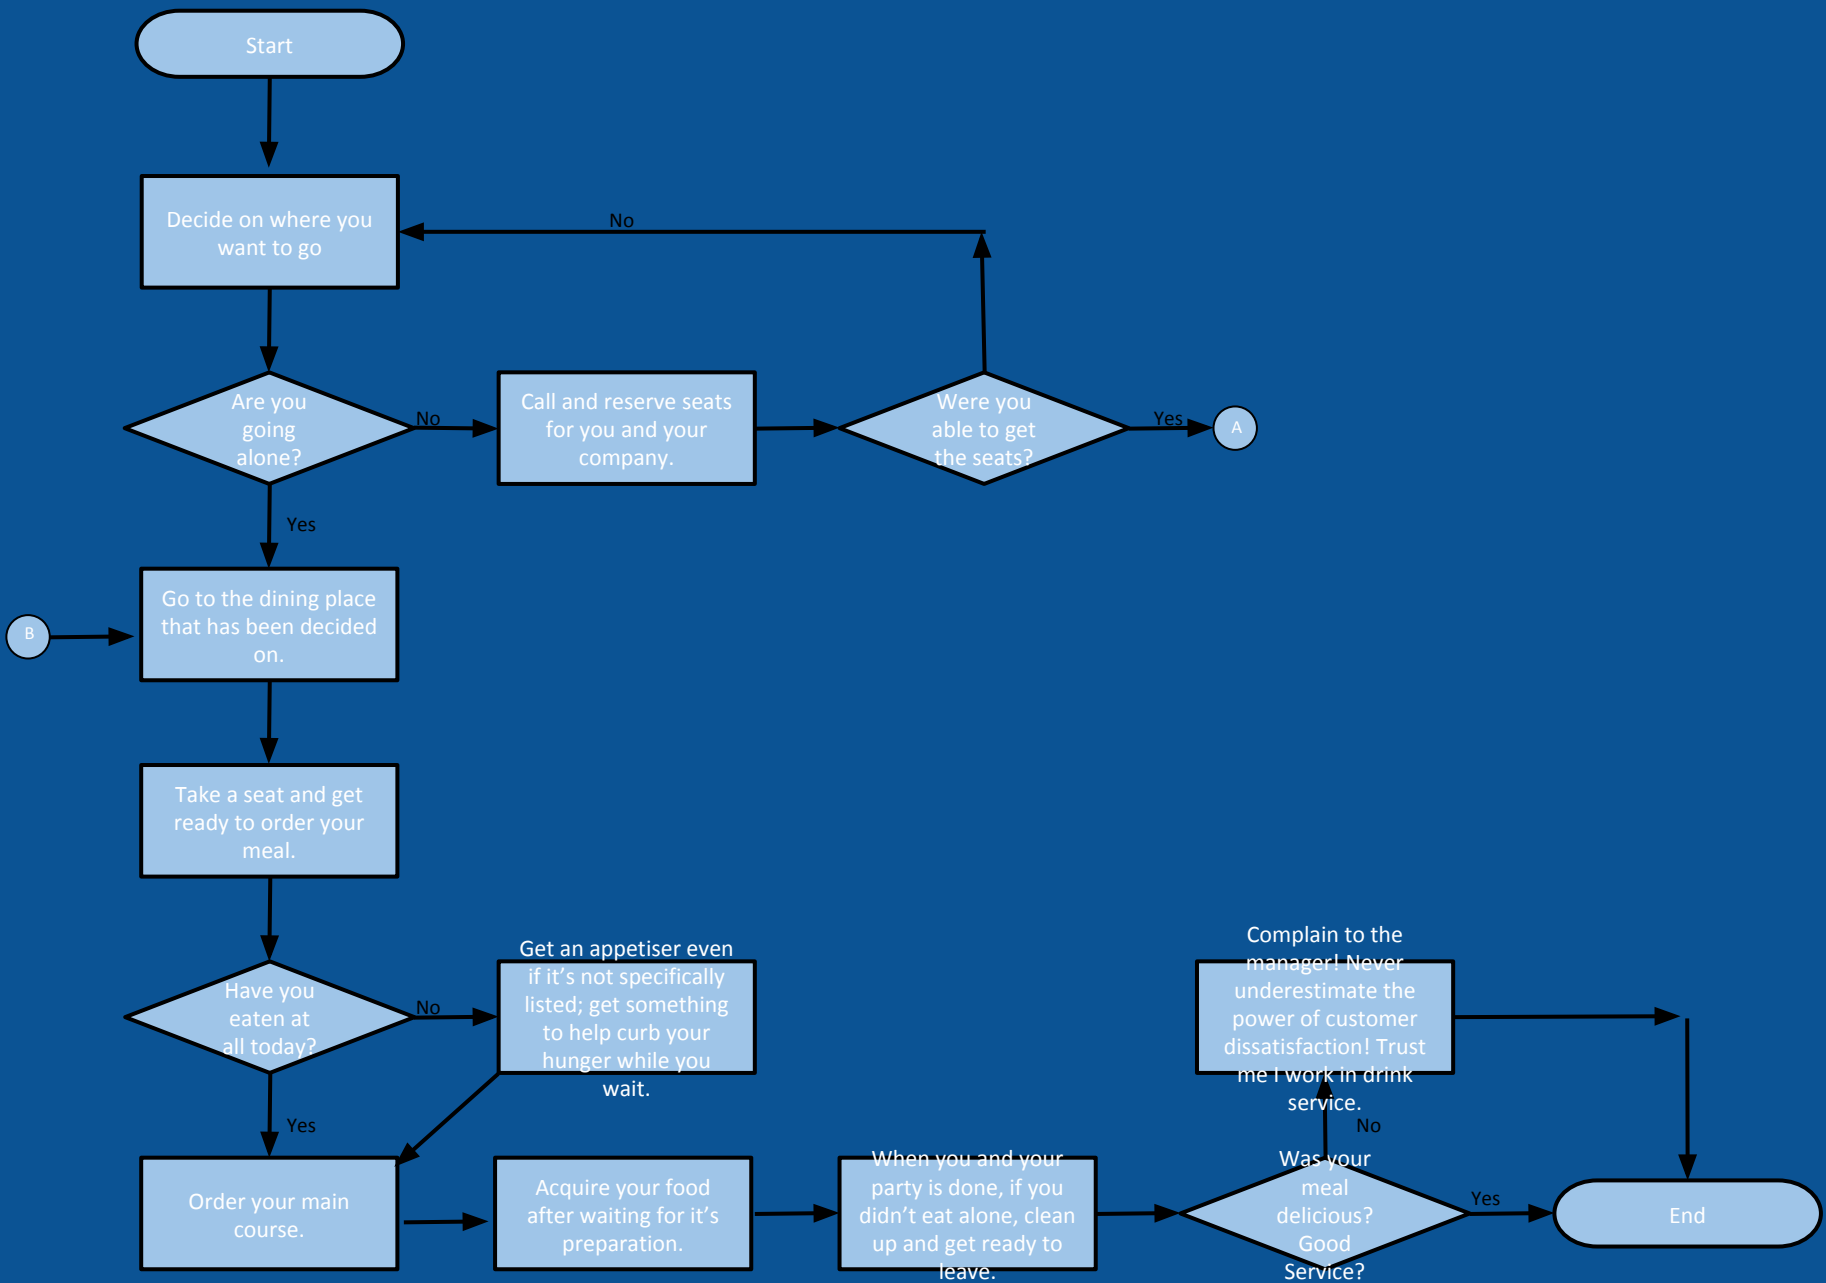 Start
Decide on where you
want to go
No
Are you
going
alone?
No
Call and reserve seats
for you and your
company.
Were you
able to get
the seats?
Yes
A
Yes
B
Go to the dining place
that has been decided
on.
Take a seat and get
ready to order your
meal.
Have you
eaten at
all today?
No
Get an appetiser even
if it’s not specifically
listed; get something
to help curb your
hunger while you
wait.
Yes
Order your main
course.
Acquire your food
after waiting for it’s
preparation.
When you and your
party is done, if you
didn’t eat alone, clean
up and get ready to
leave.
Was your
meal
delicious?
Good
Service?
No
Complain to the
manager! Never
underestimate the
power of customer
dissatisfaction! Trust
me I work in drink
service.
Yes
End